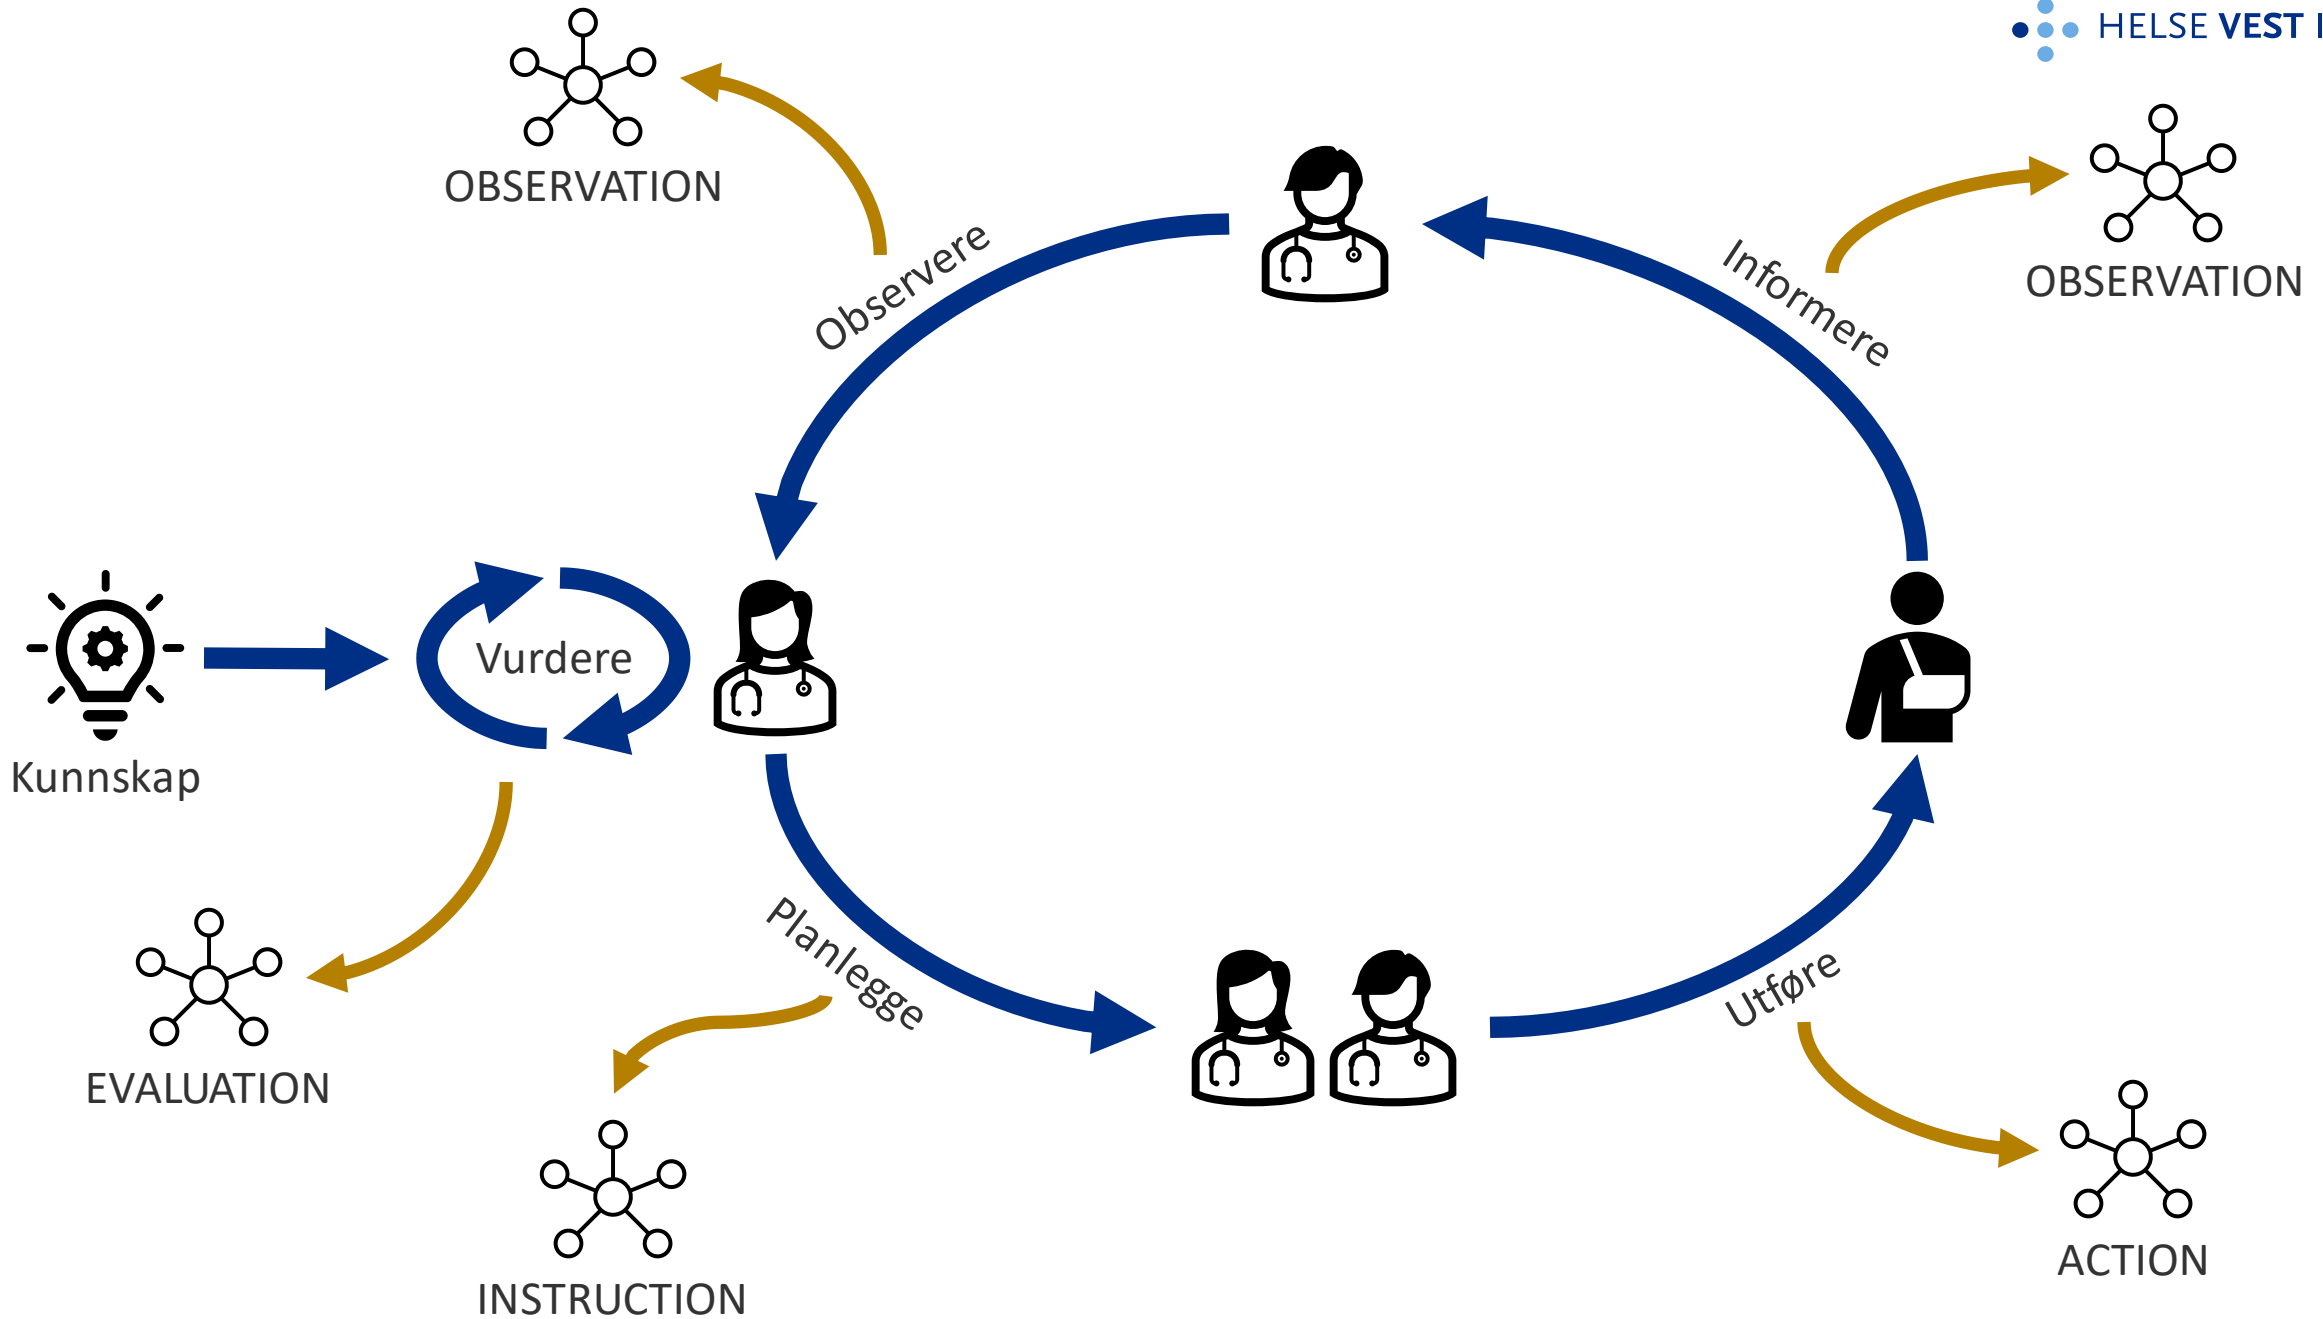 HELSE VEST
OBSERVATION
OBSERVATION
Observere
Informere
Vurdere
Kunnskap
Planlegge
Utføre
EVALUATION
INSTRUCTION
ACTION